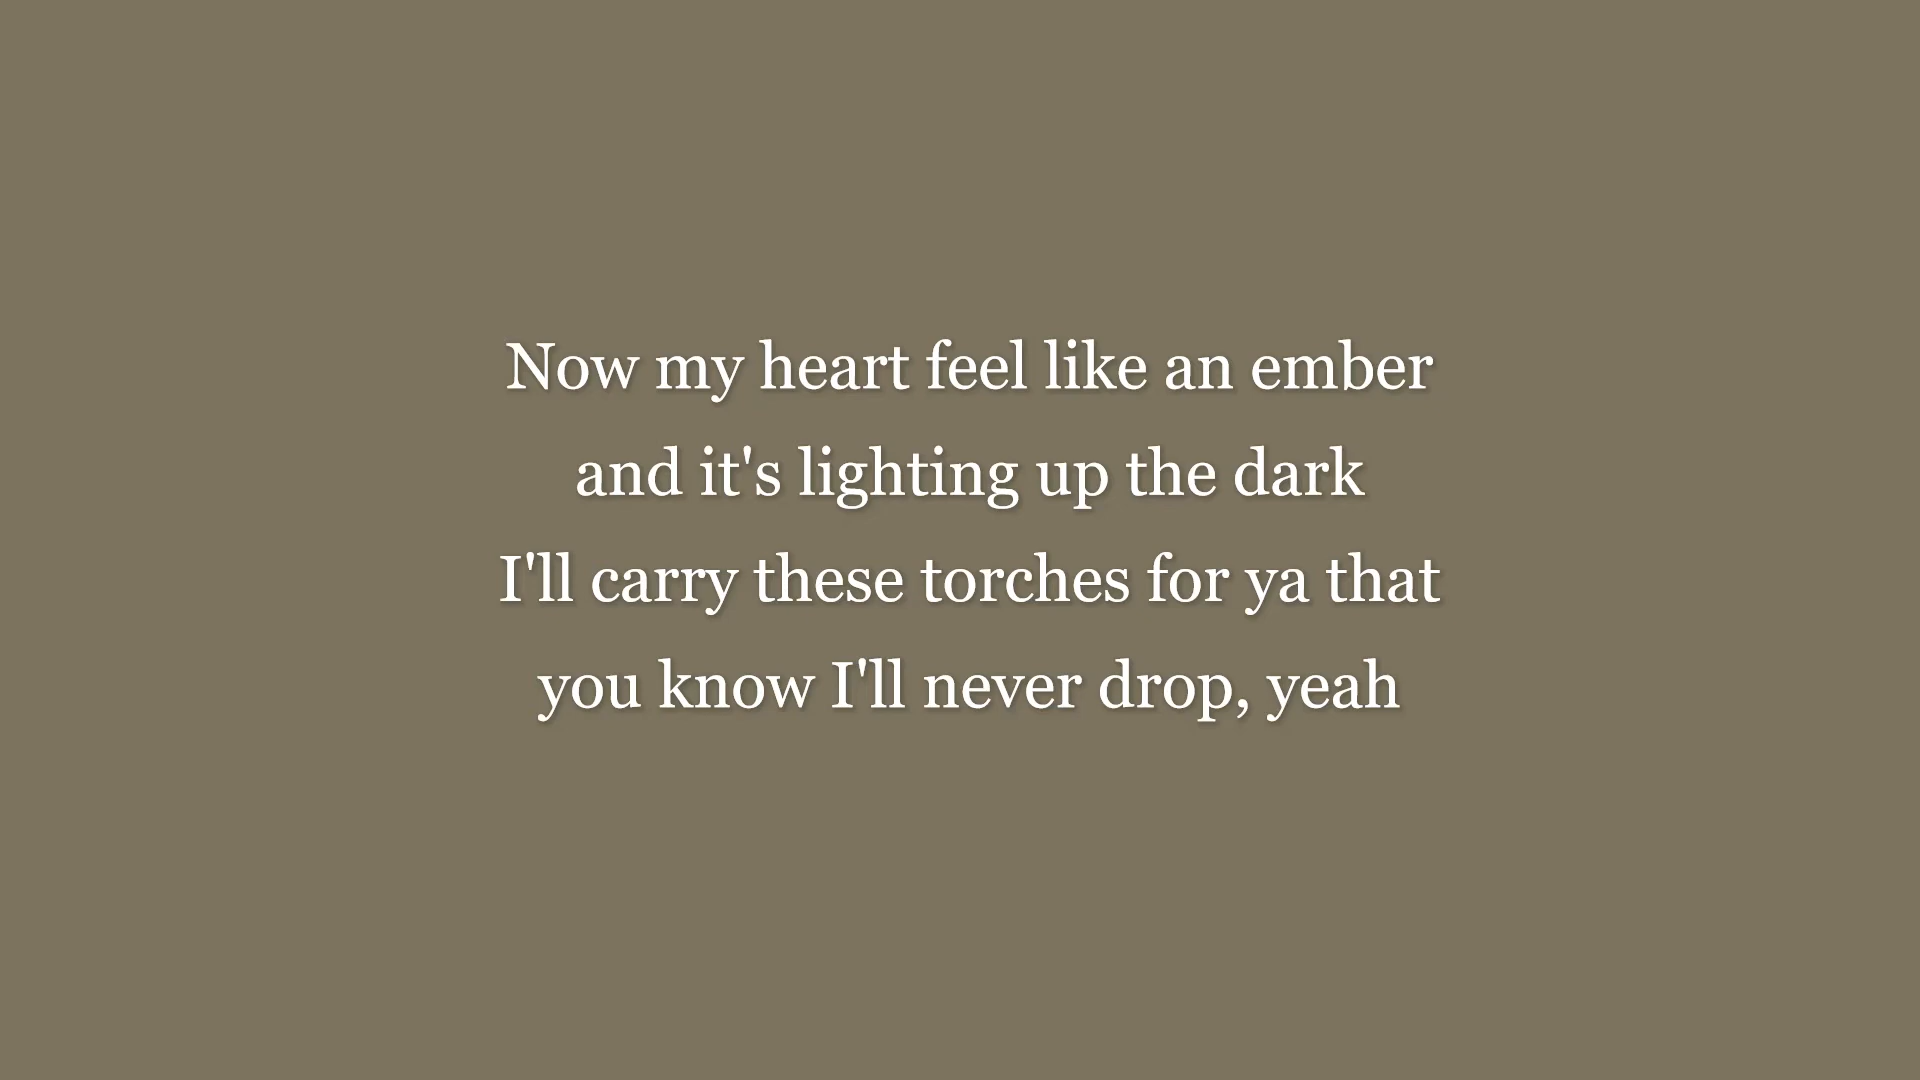 Now my heart feel like an ember
and it's lighting up the dark
I'll carry these torches for ya that
you know I'll never drop, yeah